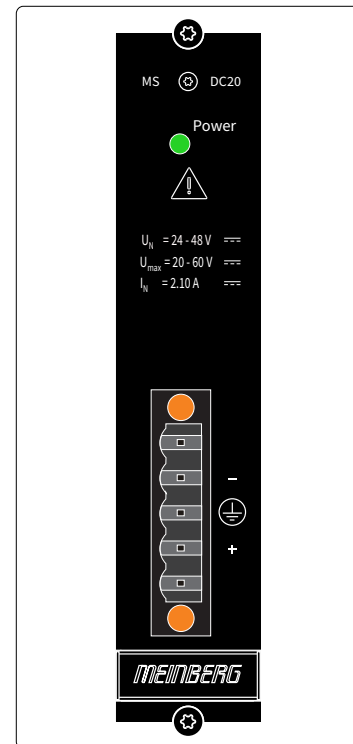 MS DC20
Power
U_N = 24 - 48 V
U_max = 20 - 60 V
I_N = 2.10 A
−
+
MEINBERG